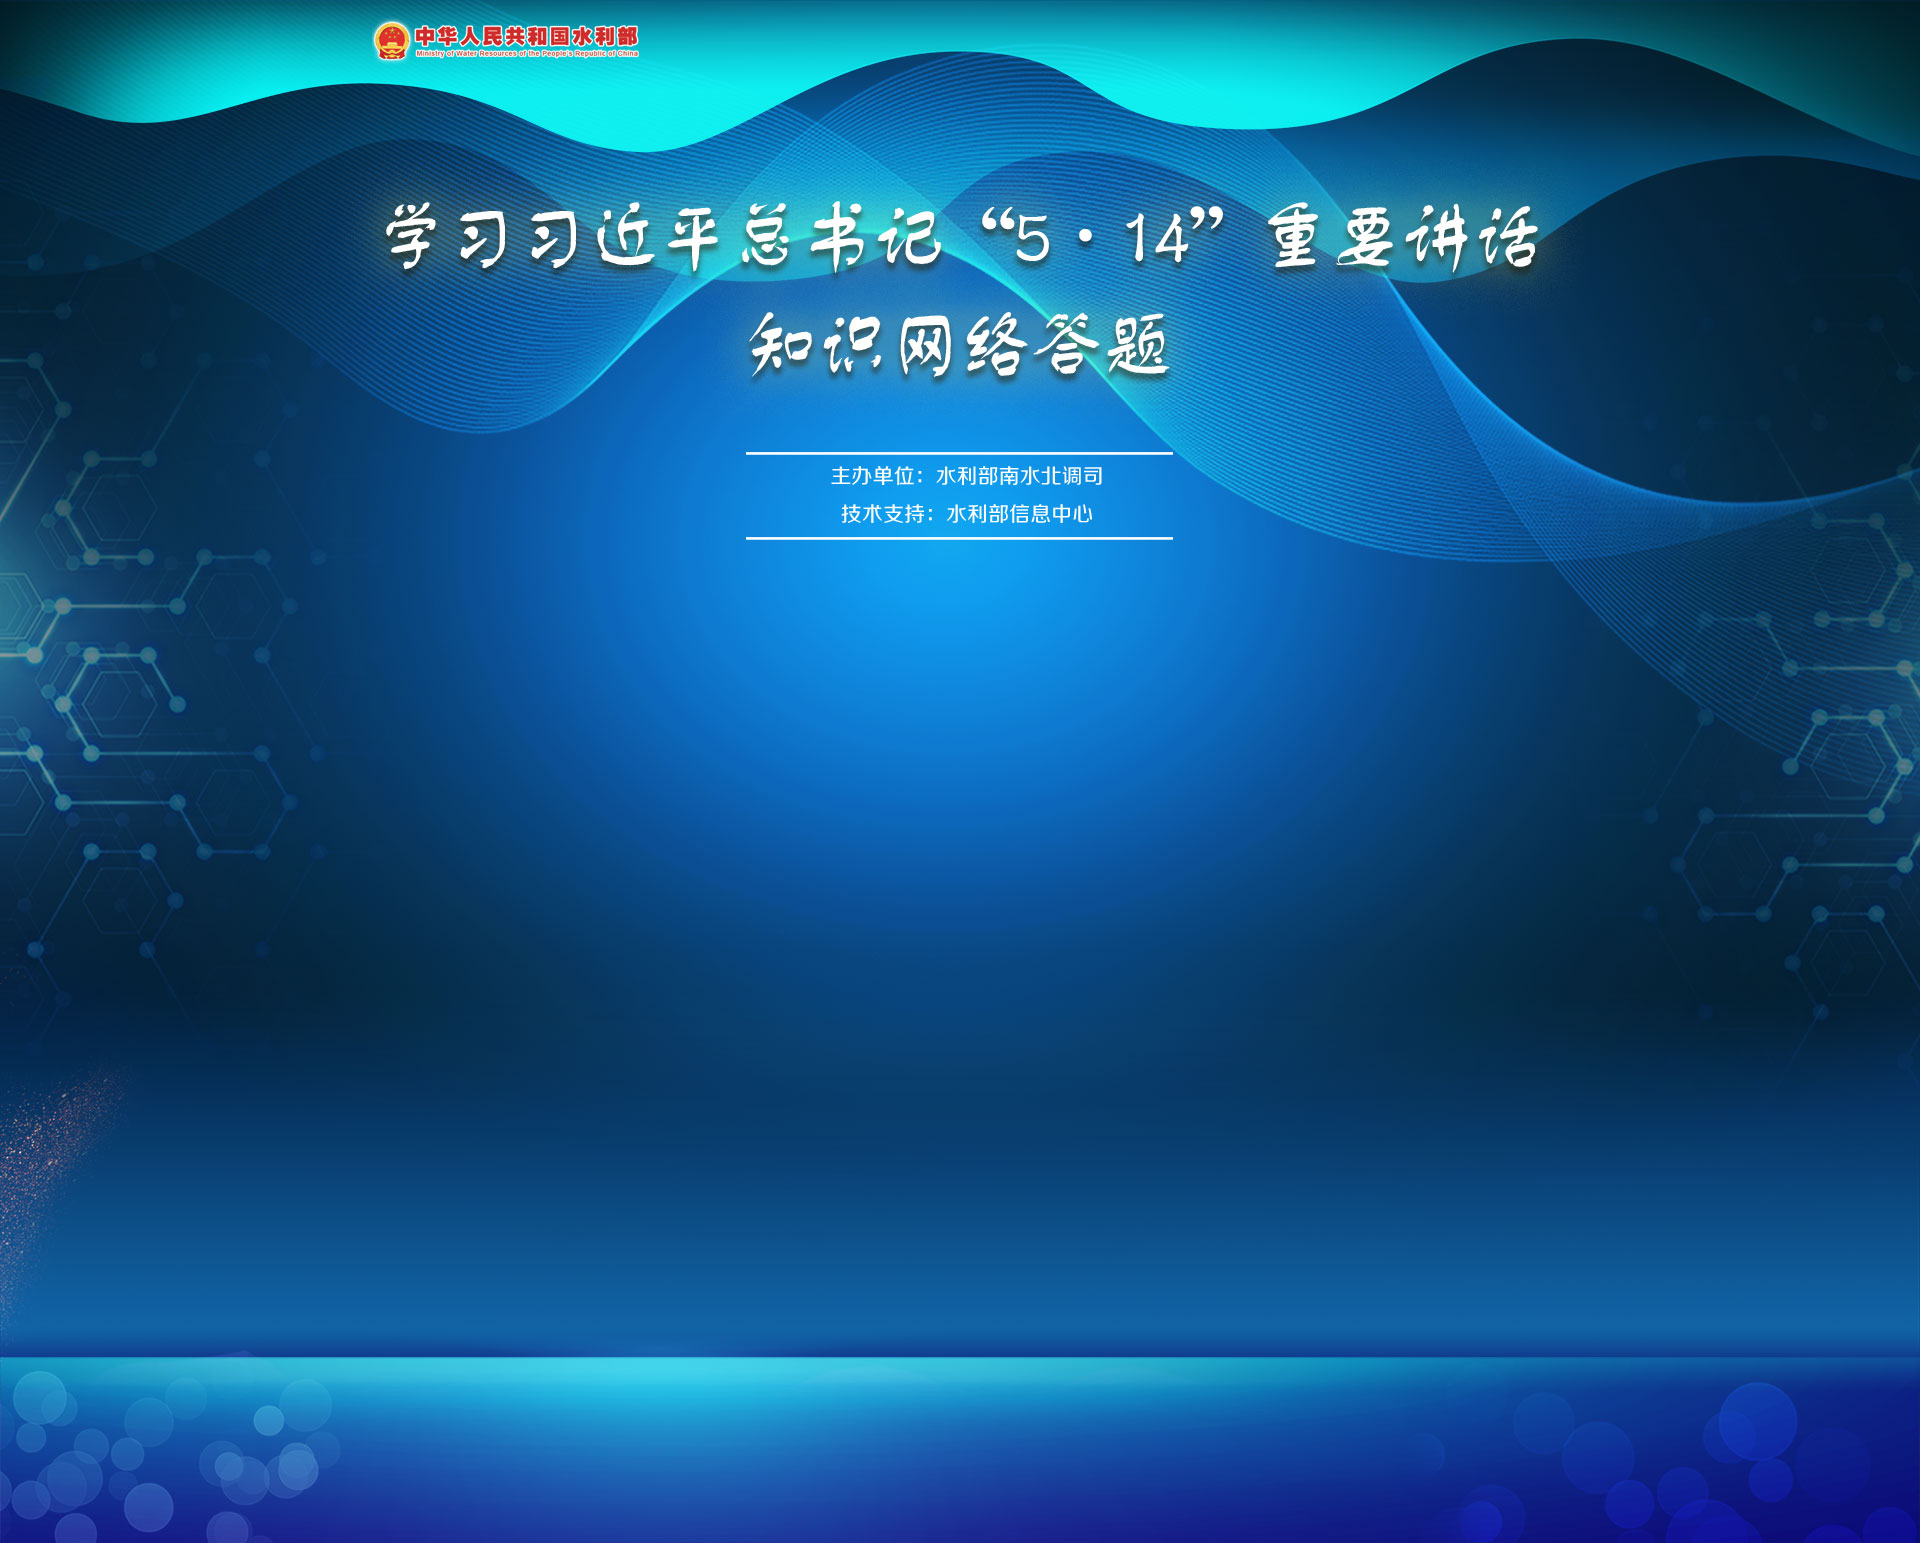 中华人民共和国水利部
Ministry of Water Resources of the People's Republic of China
学习习近平总书记“5·14”重要讲话
知识网络答题
主办单位：水利部南水北调司
技术支持：水利部信息中心